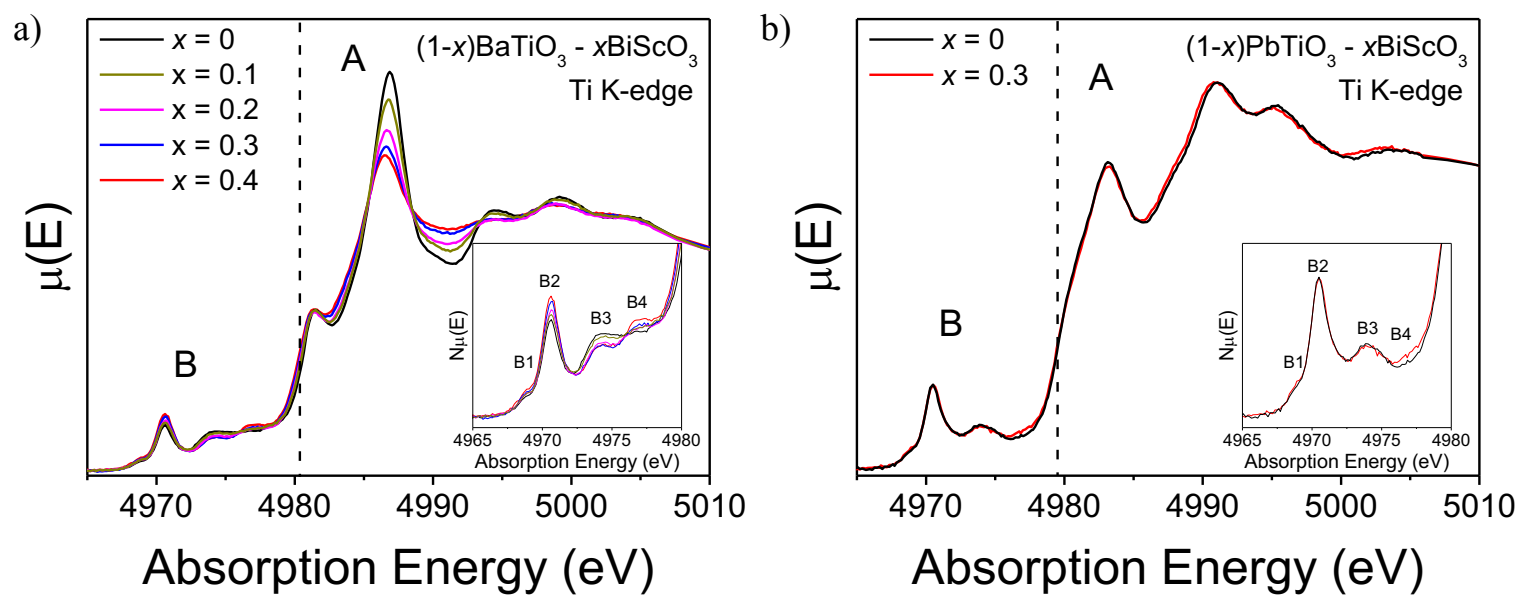 a)
x = 0
x = 0.1
x = 0.2
x = 0.3
x = 0.4
A
(1-x)BaTiO₃ - xBiScO₃
Ti K-edge
B
μ(E)
B1
B2
B3
B4
Nμ(E)
4965 4970 4975 4980
Absorption Energy (eV)
4970 4980 4990 5000 5010
Absorption Energy (eV)
b)
x = 0
x = 0.3
A
(1-x)PbTiO₃ - xBiScO₃
Ti K-edge
B
μ(E)
B1
B2
B3
B4
Nμ(E)
4965 4970 4975 4980
Absorption Energy (eV)
4970 4980 4990 5000 5010
Absorption Energy (eV)